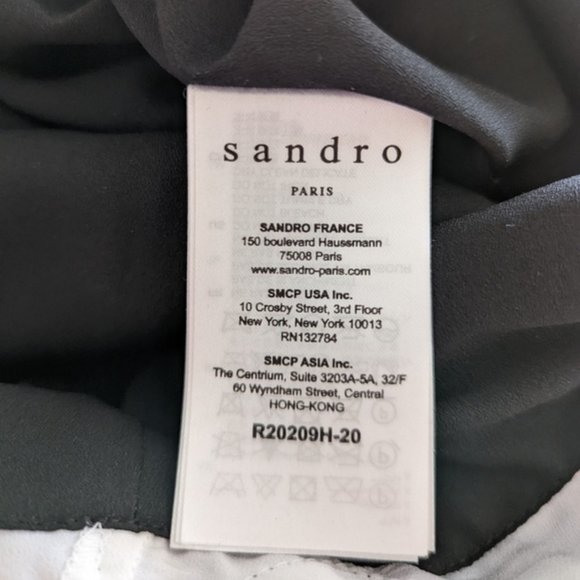 sandro
PARIS
SANDRO FRANCE
150 boulevard Haussmann
75008 Paris
www.sandro-paris.com
SMCP USA Inc.
10 Crosby Street, 3rd Floor
New York, New York 10013
RN132784
SMCP ASIA Inc.
The Centrium, Suite 3203A-5A, 32/F
60 Wyndham Street, Central
HONG-KONG
R20209H-20